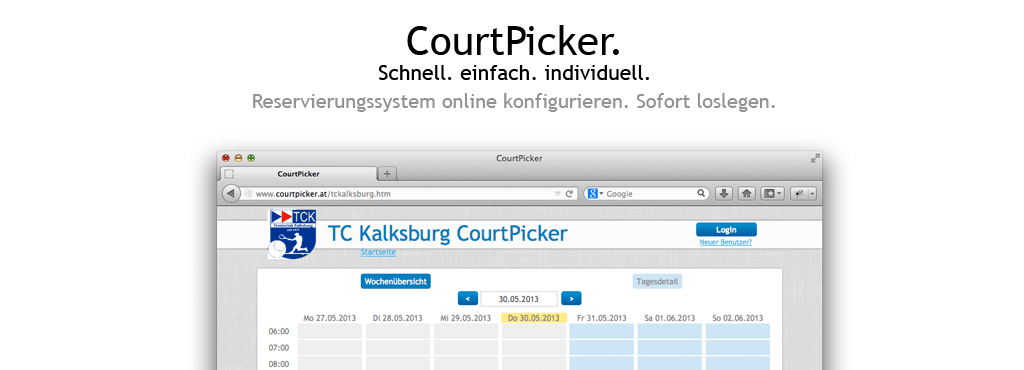 CourtPicker.
Schnell. einfach. individuell.
Reservierungssystem online konfigurieren. Sofort loslegen.
CourtPicker
CourtPicker
www.courtpicker.at/tckalksburg.htm
Google
TCK
TC Kalksburg CourtPicker
Startseite
Login
Neuer Benutzer?
Wochenübersicht
Tagesdetail
< 30.05.2013 >
Mo 27.05.2013 Di 28.05.2013 Mi 29.05.2013 Do 30.05.2013 Fr 31.05.2013 Sa 01.06.2013 So 02.06.2013
06:00
07:00
08:00